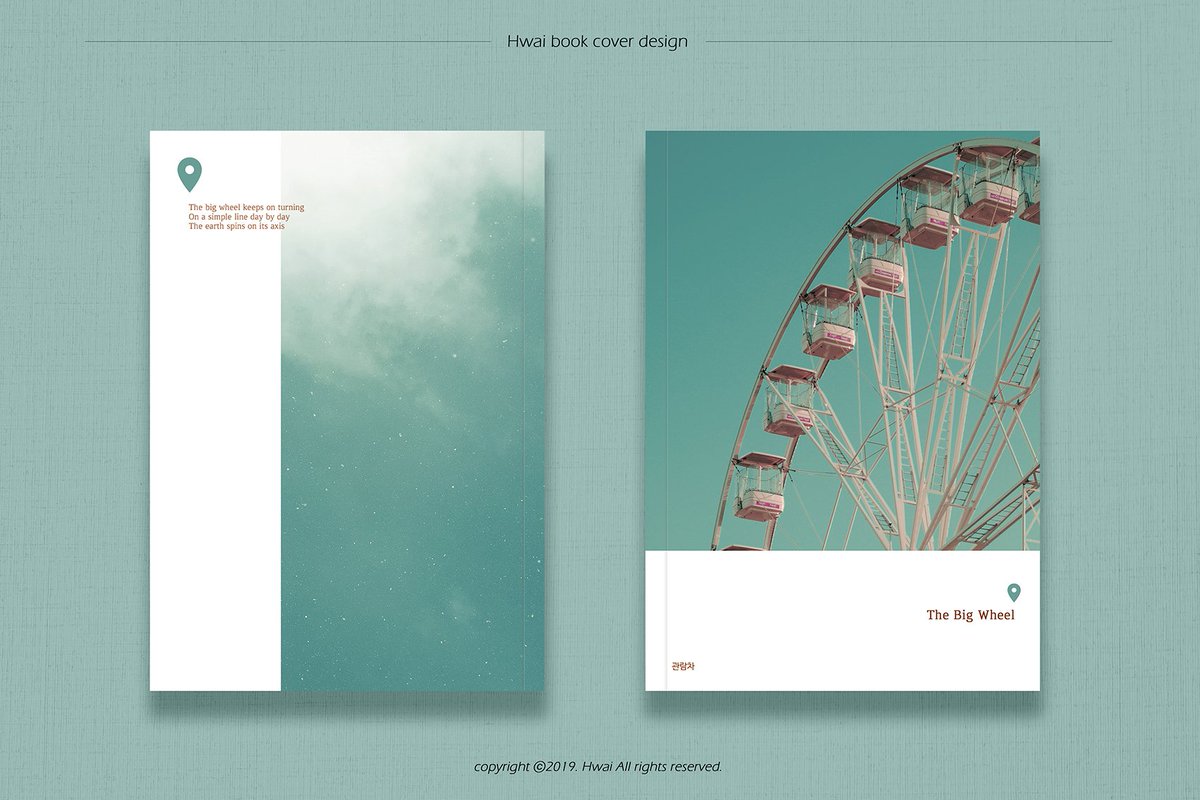 Hwai book cover design
The big wheel keeps on turning
On a simple line day by day
The earth spins on its axis
The Big Wheel
관람차
copyright ©2019. Hwai All rights reserved.